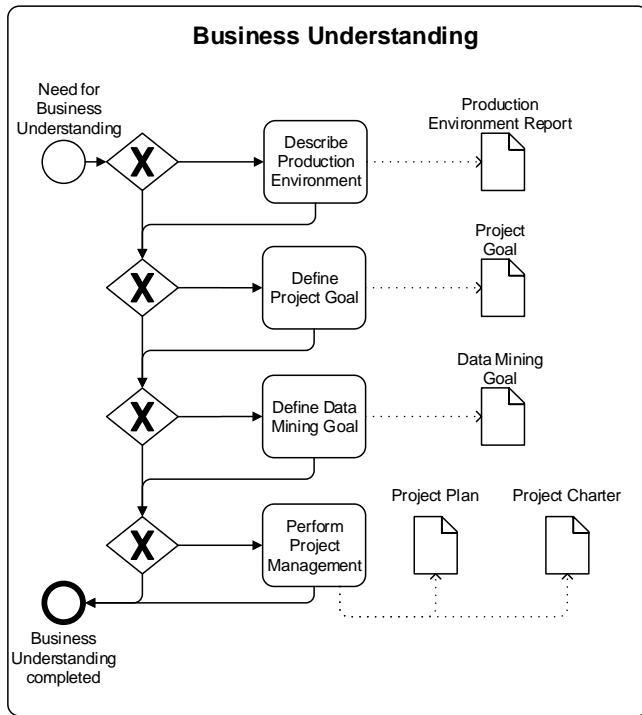 Business Understanding
Need for
Business
Understanding
X
Describe
Production
Environment
Production
Environment Report
X
Define
Project Goal
Project
Goal
X
Define Data
Mining Goal
Data Mining
Goal
X
Perform
Project
Management
Project Plan
Project Charter
Business
Understanding
completed